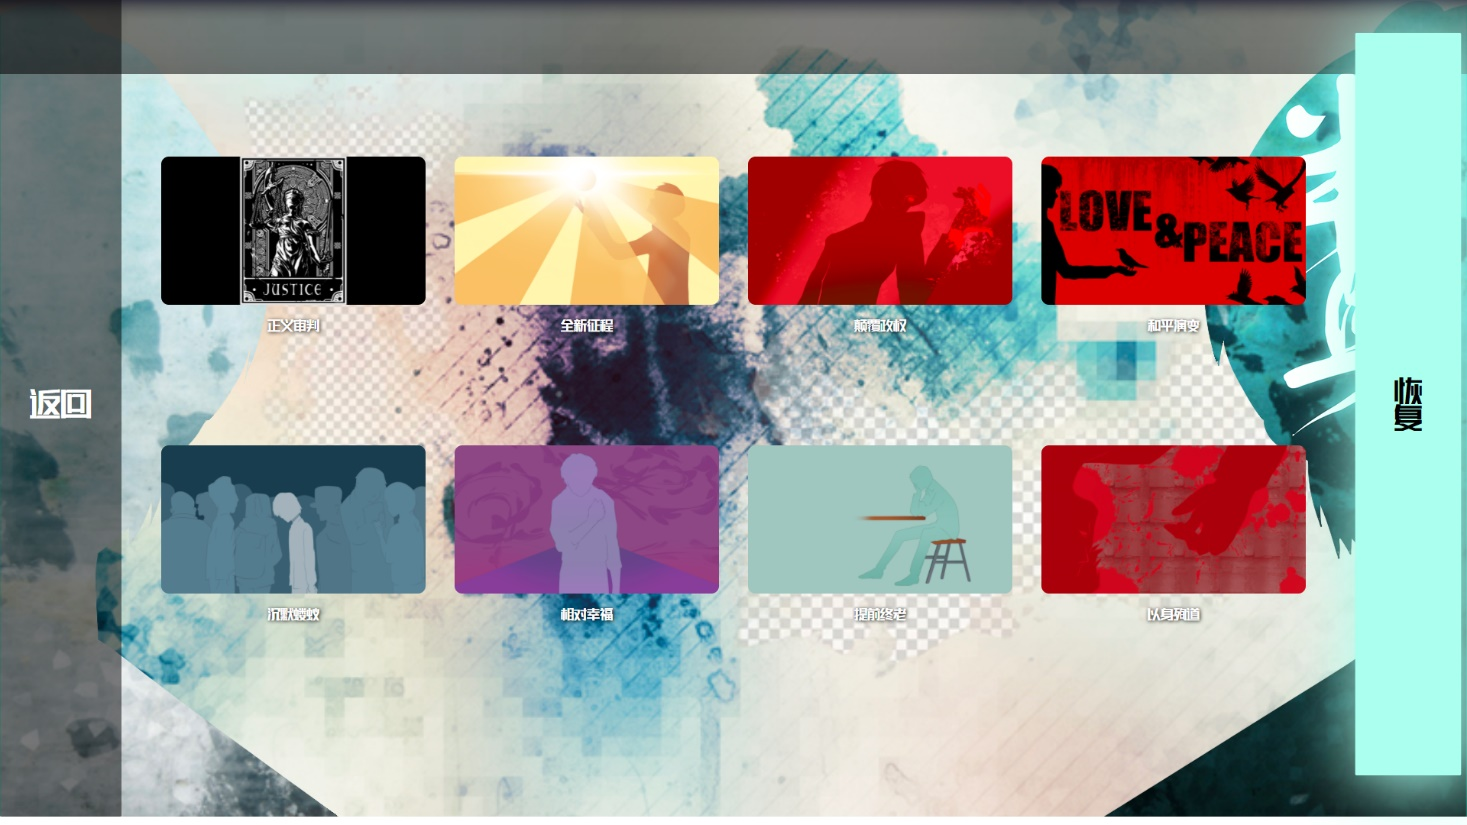 JUSTICE
LOVE
&PEACE
正义审判
全新征程
颠覆政权
和平演变
返回
恢复
沉默蝼蚁
相对幸福
提前终老
以身殉道